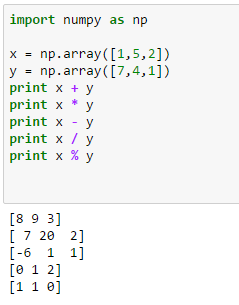 import numpy as np
x = np.array([1,5,2])
y = np.array([7,4,1])
print x + y
print x * y
print x - y
print x / y
print x % y
[8 9 3]
[ 7 20  2]
[-6  1  1]
[0 1 2]
[1 1 0]